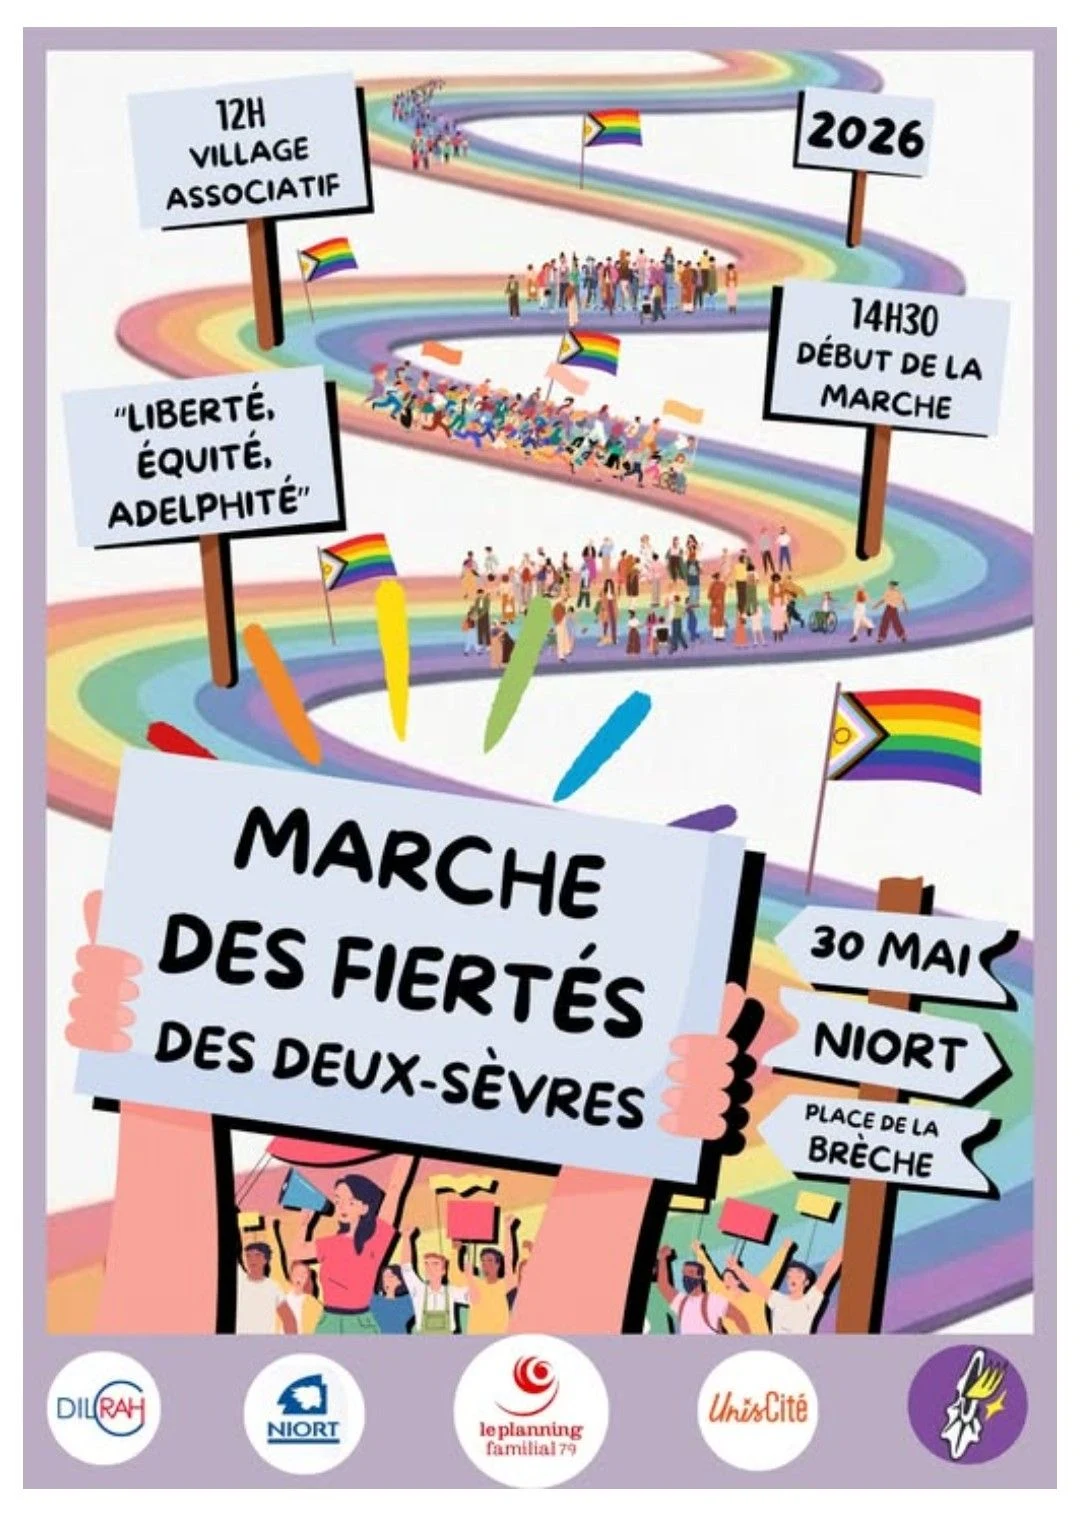 12H
VILLAGE
ASSOCIATIF
2026
14H30
DÉBUT DE LA
MARCHE
"LIBERTÉ,
ÉQUITÉ,
ADELPHITÉ"
MARCHE
DES FIERTÉS
DES DEUX-SÈVRES
30 MAI
NIORT
PLACE DE LA
BRÈCHE
DILCRAH
NIORT
le planning
familial 79
UnisCité